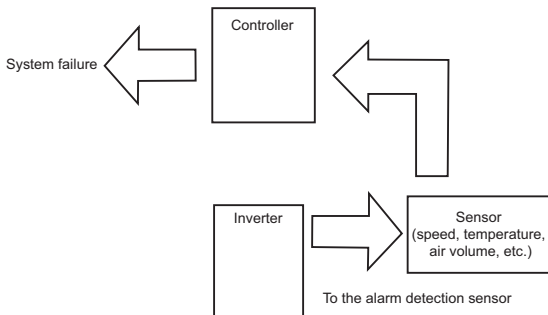 Controller
System failure
Inverter
Sensor
(speed, temperature,
air volume, etc.)
To the alarm detection sensor